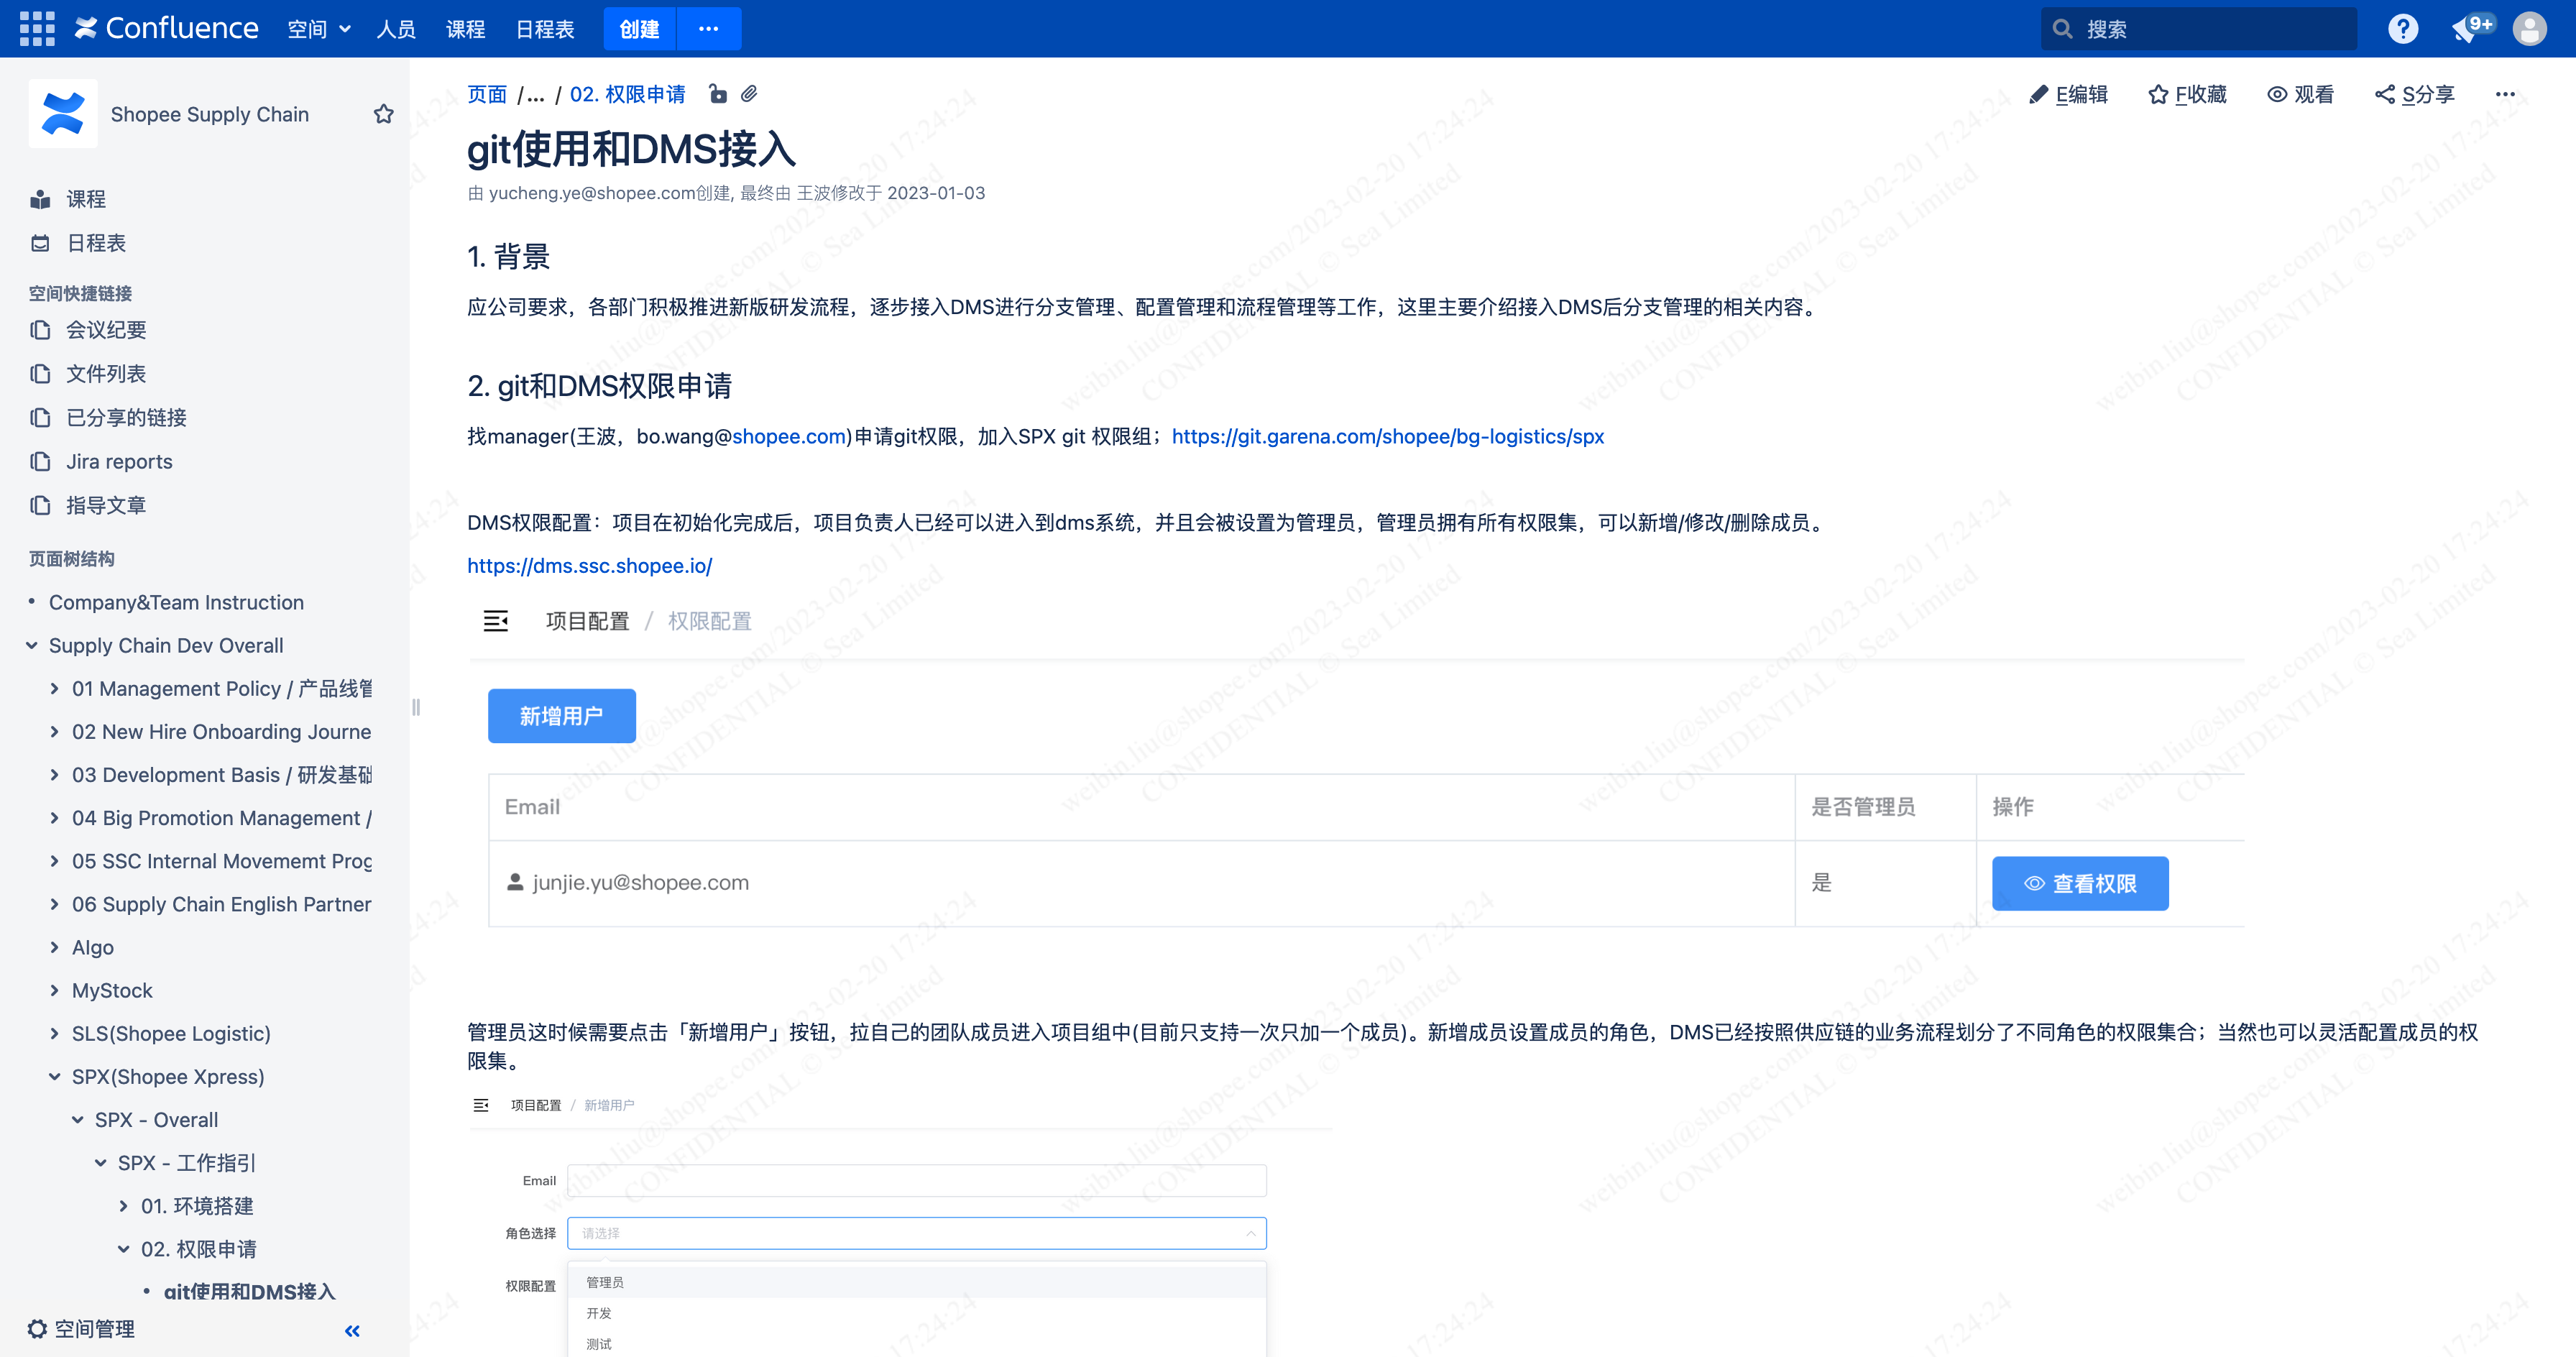 Confluence 空间 人员 课程 日程表 创建 ··· 搜索 9+
Shopee Supply Chain
课程
日程表
空间快捷链接
会议纪要
文件列表
已分享的链接
Jira reports
指导文章
页面树结构
• Company&Team Instruction
Supply Chain Dev Overall
01 Management Policy / 产品线管
02 New Hire Onboarding Journe
03 Development Basis / 研发基础
04 Big Promotion Management /
05 SSC Internal Movememt Prog
06 Supply Chain English Partner
Algo
MyStock
SLS(Shopee Logistic)
SPX(Shopee Xpress)
SPX - Overall
SPX - 工作指引
01. 环境搭建
02. 权限申请
• git使用和DMS接入
空间管理
页面 /... / 02. 权限申请
E编辑 F收藏 观看 S分享 ···
git使用和DMS接入
由 yucheng.ye@shopee.com创建, 最终由 王波修改于 2023-01-03
1. 背景
应公司要求，各部门积极推进新版研发流程，逐步接入DMS进行分支管理、配置管理和流程管理等工作，这里主要介绍接入DMS后分支管理的相关内容。
2. git和DMS权限申请
找manager(王波，bo.wang@shopee.com)申请git权限，加入SPX git 权限组；https://git.garena.com/shopee/bg-logistics/spx
DMS权限配置：项目在初始化完成后，项目负责人已经可以进入到dms系统，并且会被设置为管理员，管理员拥有所有权限集，可以新增/修改/删除成员。
https://dms.ssc.shopee.io/
项目配置 / 权限配置
新增用户
Email 是否管理员 操作
junjie.yu@shopee.com 是 查看权限
管理员这时候需要点击「新增用户」按钮，拉自己的团队成员进入项目组中(目前只支持一次只加一个成员)。新增成员设置成员的角色，DMS已经按照供应链的业务流程划分了不同角色的权限集合；当然也可以灵活配置成员的权
限集。
项目配置 / 新增用户
Email
角色选择 请选择
权限配置 管理员
开发
测试
weibin.liu@shopee.com/2023-02-20 17:24:24
CONFIDENTIAL © Sea Limited